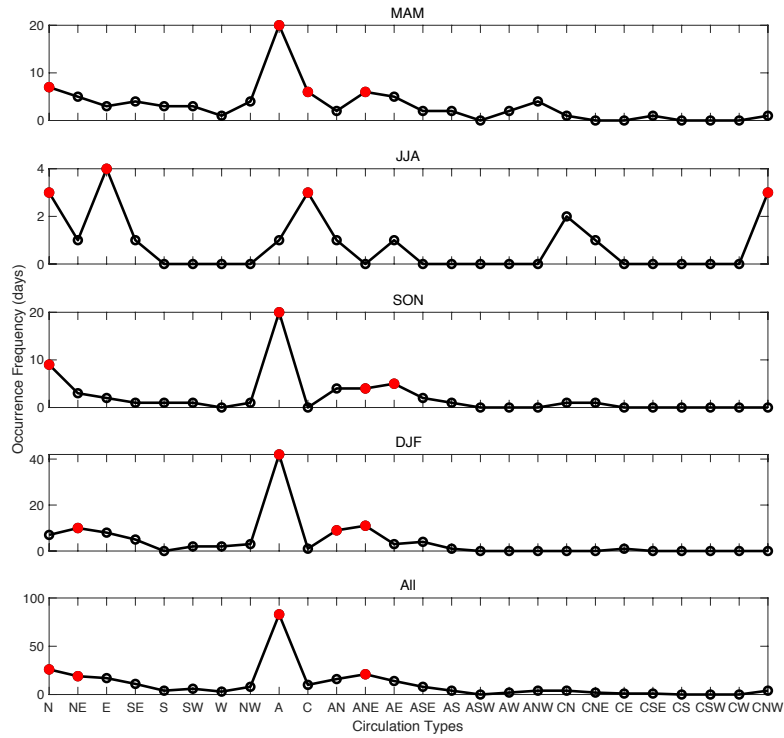 MAM
20
10
0
JJA
4
2
0
SON
20
10
0
DJF
40
20
0
All
100
50
0
N NE E SE S SW W NW A C AN ANE AE ASE AS ASW AW ANW CN CNE CE CSE CS CSW CW CNW
Circulation Types
Occurrence Frequency (days)